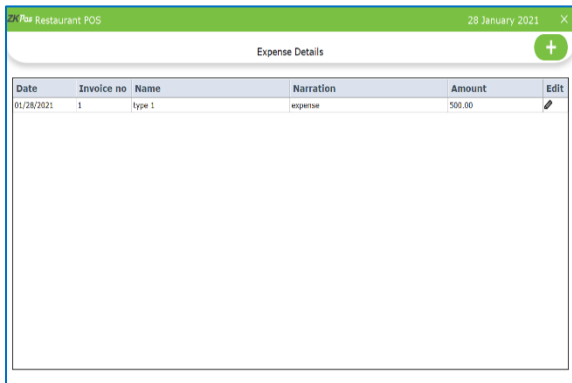 ZKPos Restaurant POS 28 January 2021 X
Expense Details +
Date Invoice no Name Narration Amount Edit
01/28/2021 1 type 1 expense 500.00